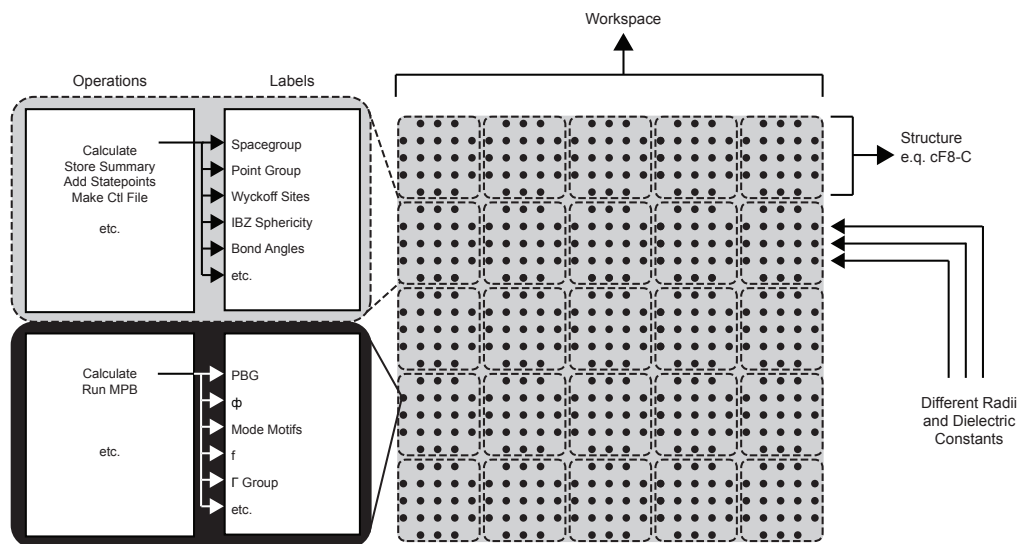 Workspace
Operations
Labels
Calculate
Store Summary
Add Statepoints
Make Ctl File
etc.
Spacegroup
Point Group
Wyckoff Sites
IBZ Sphericity
Bond Angles
etc.
Structure
e.q. cF8-C
Calculate
Run MPB
etc.
PBG
ϕ
Mode Motifs
f
Γ Group
etc.
Different Radii
and Dielectric
Constants